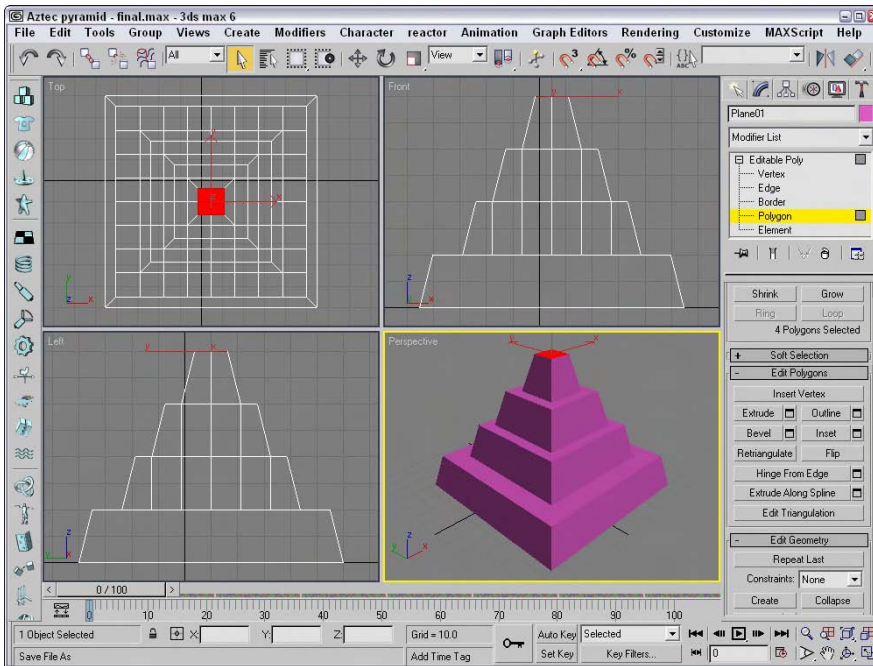 Aztec pyramid - final.max - 3ds max 6
File Edit Tools Group Views Create Modifiers Character reactor Animation Graph Editors Rendering Customize MAXScript Help
All
View
3
%
ABC
Top
y
x
z
y
z x
Front
y x
z
x
Plane01
Modifier List
Editable Poly
Vertex
Edge
Border
Polygon
Element
Shrink Grow
Ring Loop
4 Polygons Selected
+ Soft Selection
- Edit Polygons
Insert Vertex
Extrude Outline
Bevel Inset
Retriangulate Flip
Hinge From Edge
Extrude Along Spline
Edit Triangulation
- Edit Geometry
Repeat Last
Constraints: None
Create Collapse
Left
y x
z
y
Perspective
y x
z
y x
< 0 / 100 >
0 10 20 30 40 50 60 70 80 90 100
1 Object Selected X: Y: Z: Grid = 10.0 Auto Key Selected
Save File As Add Time Tag Set Key Key Filters... 0